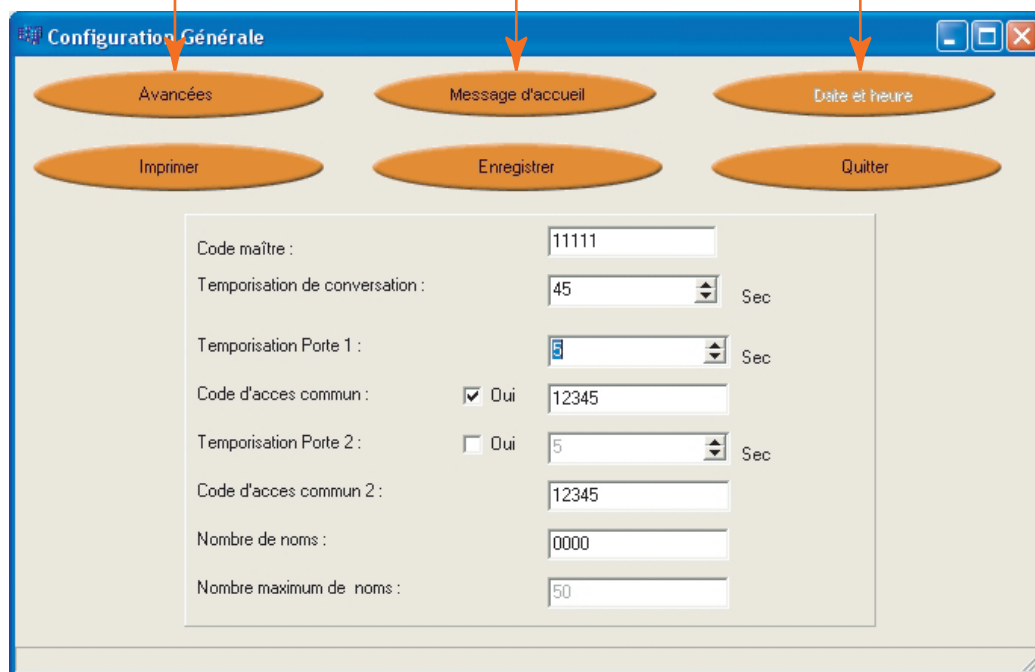 Configuration Générale
Avancées Message d'accueil Date et heure
Imprimer Enregistrer Quitter
Code maître : 11111
Temporisation de conversation : 45 Sec
Temporisation Porte 1 : 5 Sec
Code d'acces commun : Oui 12345
Temporisation Porte 2 : Oui 5 Sec
Code d'acces commun 2 : 12345
Nombre de noms : 0000
Nombre maximum de noms : 50